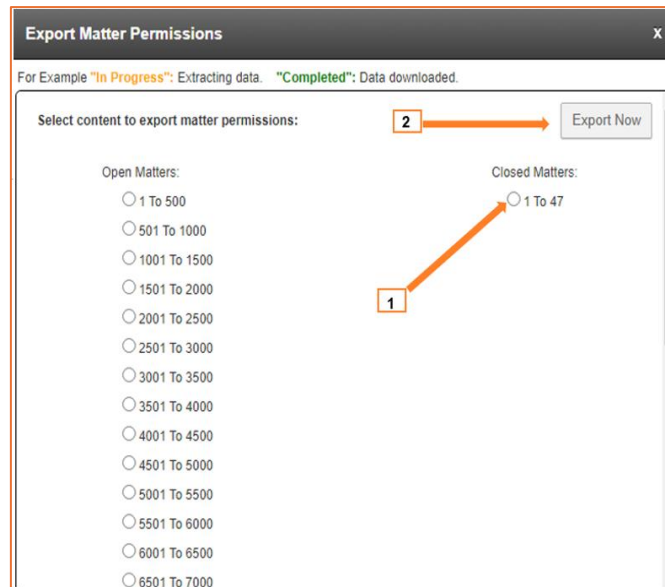 Export Matter Permissions x
For Example "In Progress": Extracting data. "Completed": Data downloaded.
Select content to export matter permissions: 2 Export Now
Open Matters: Closed Matters:
1 To 500 1 To 47
501 To 1000
1001 To 1500
1501 To 2000
1
2001 To 2500
2501 To 3000
3001 To 3500
3501 To 4000
4001 To 4500
4501 To 5000
5001 To 5500
5501 To 6000
6001 To 6500
6501 To 7000